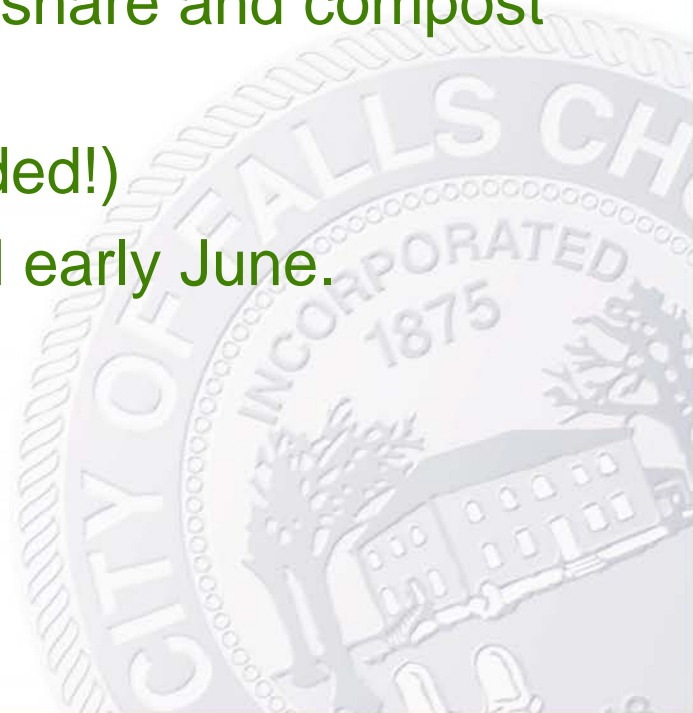 share and compost
ded!)
early June.
CITY OF FALLS CH
INCORPORATED
1875